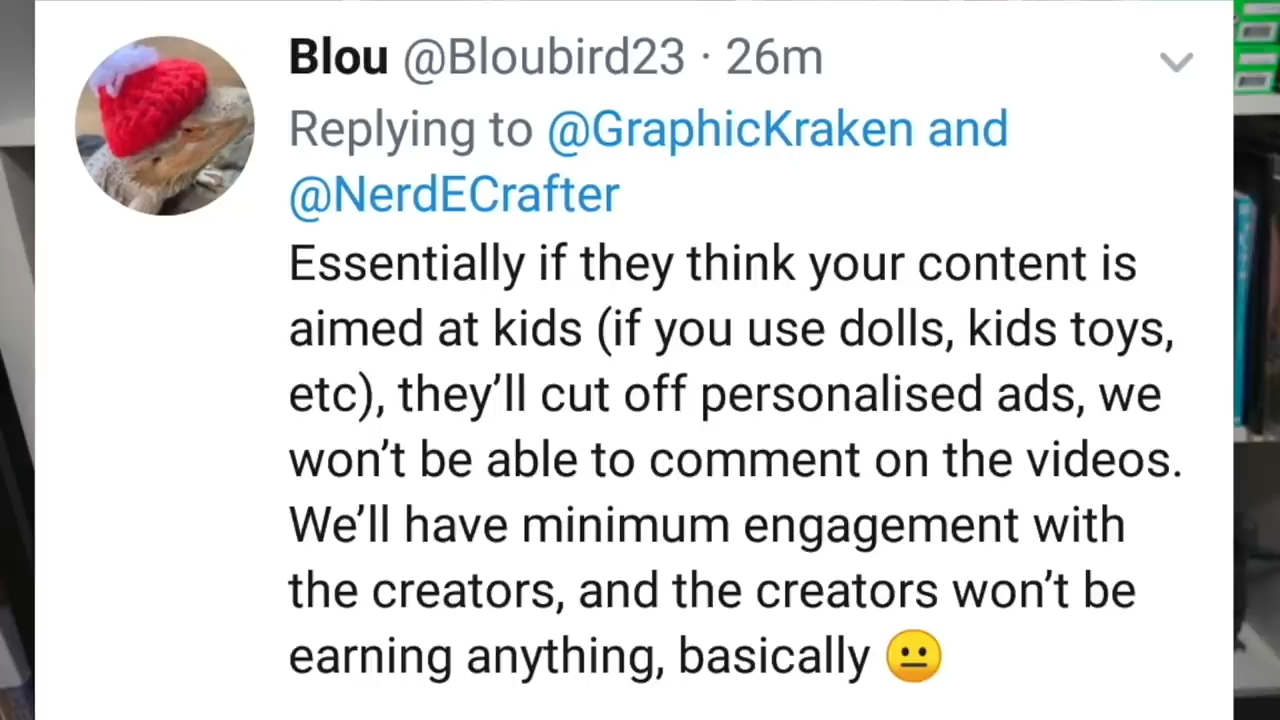 Blou @Bloubird23 · 26m
Replying to @GraphicKraken and
@NerdECrafter
Essentially if they think your content is
aimed at kids (if you use dolls, kids toys,
etc), they’ll cut off personalised ads, we
won’t be able to comment on the videos.
We’ll have minimum engagement with
the creators, and the creators won’t be
earning anything, basically 😐